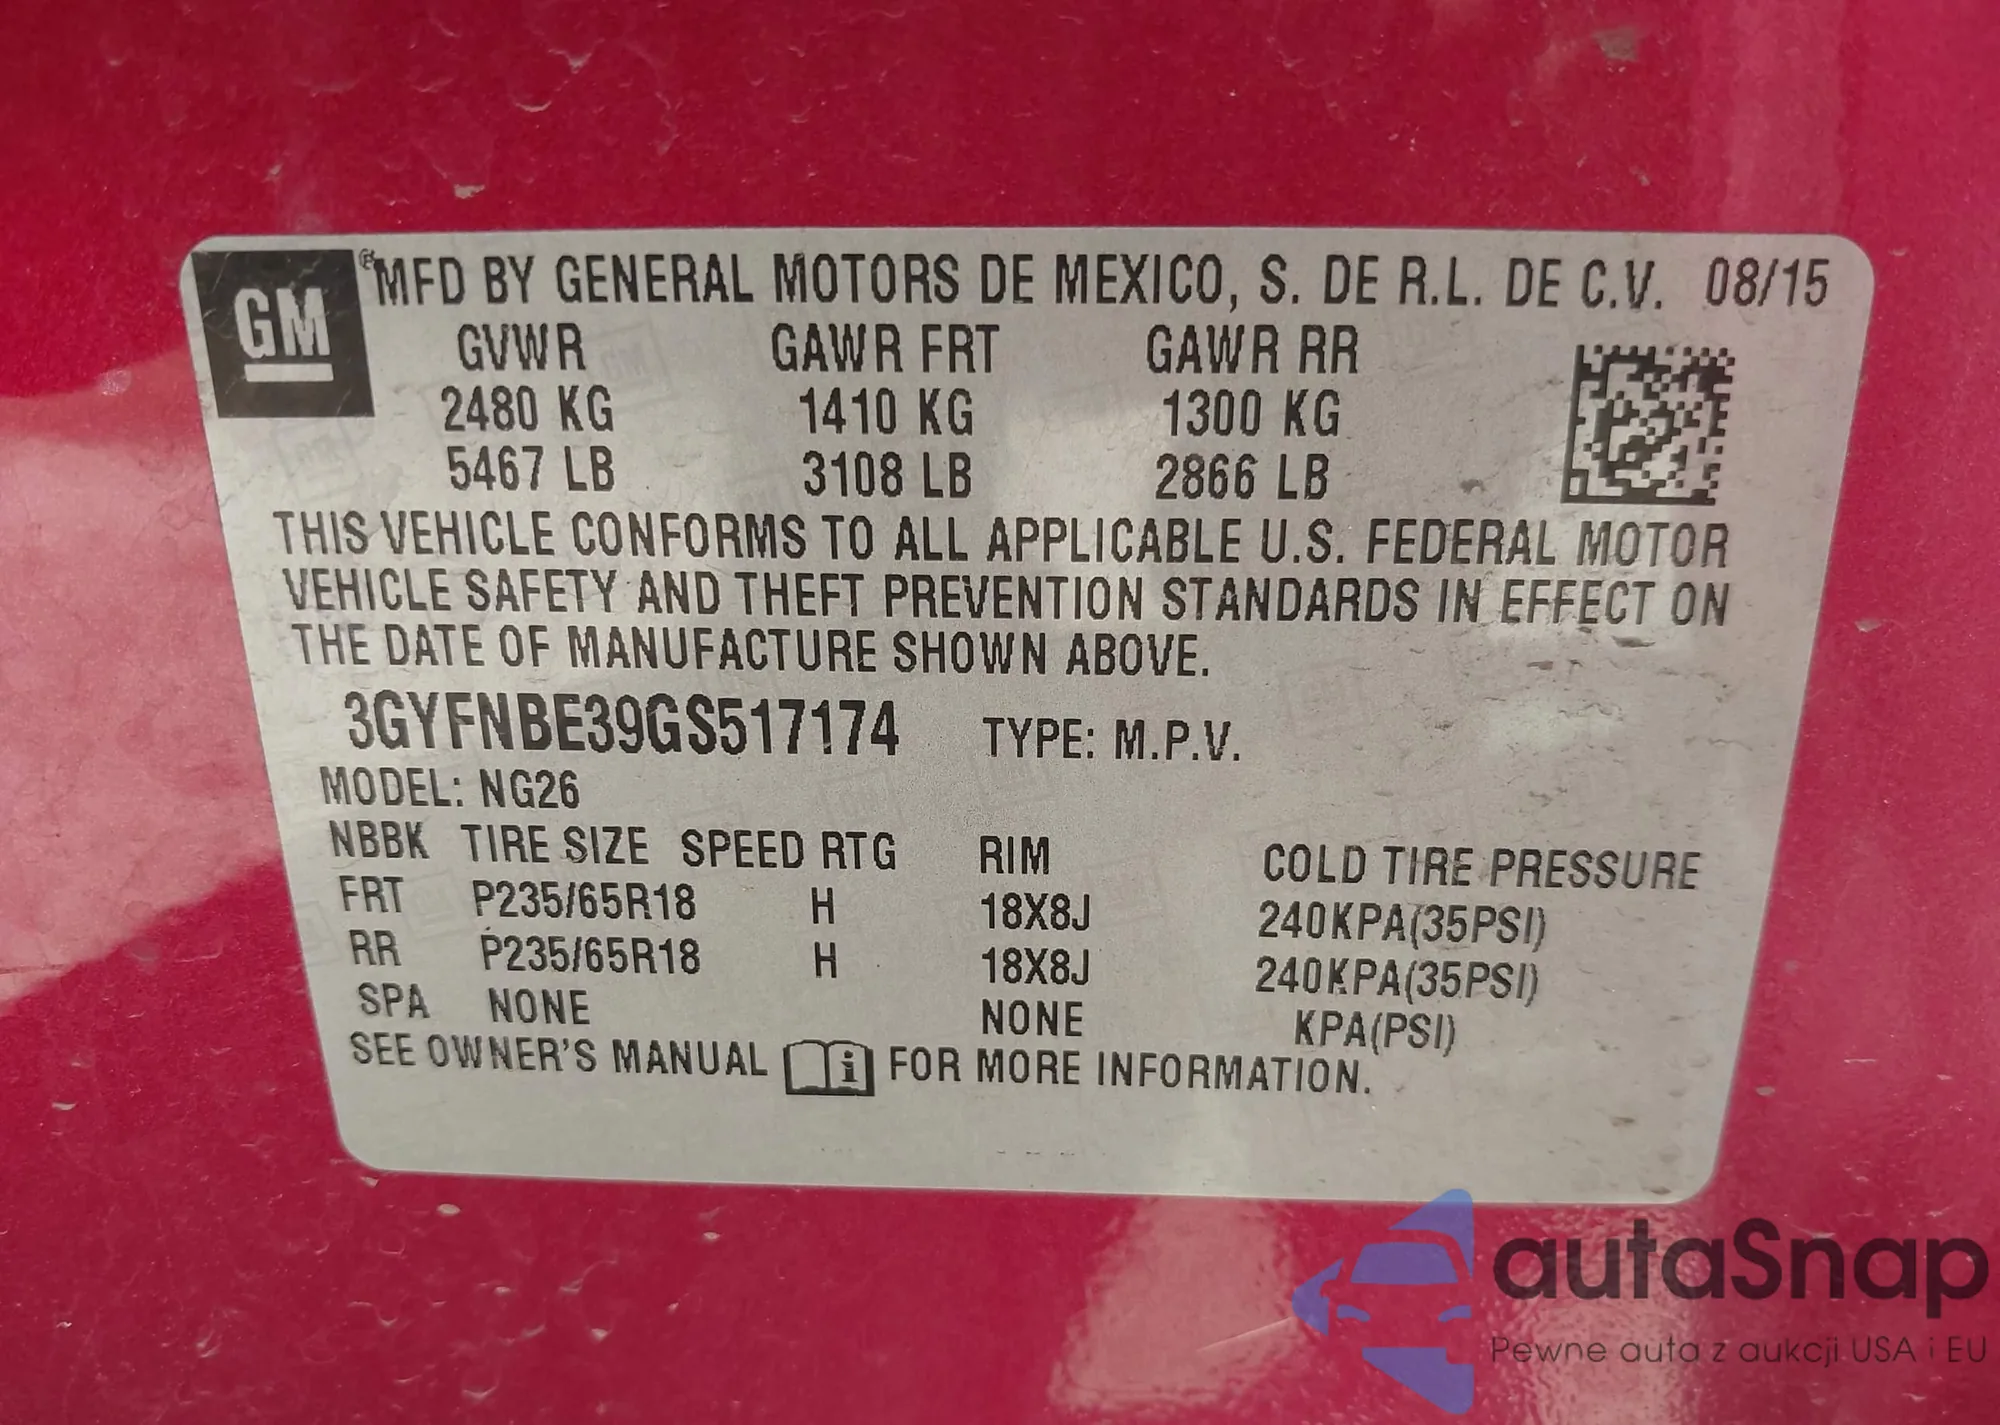 GM ® MFD BY GENERAL MOTORS DE MEXICO, S. DE R.L. DE C.V. 08/15
GVWR GAWR FRT GAWR RR
2480 KG 1410 KG 1300 KG
5467 LB 3108 LB 2866 LB
THIS VEHICLE CONFORMS TO ALL APPLICABLE U.S. FEDERAL MOTOR
VEHICLE SAFETY AND THEFT PREVENTION STANDARDS IN EFFECT ON
THE DATE OF MANUFACTURE SHOWN ABOVE.
3GYFNBE39GS517174 TYPE: M.P.V.
MODEL: NG26
NBBK TIRE SIZE SPEED RTG RIM COLD TIRE PRESSURE
FRT P235/65R18 H 18X8J 240KPA(35PSI)
RR P235/65R18 H 18X8J 240KPA(35PSI)
SPA NONE NONE KPA(PSI)
SEE OWNER'S MANUAL i FOR MORE INFORMATION.
autaSnap
Pewne auta z aukcji USA i EU